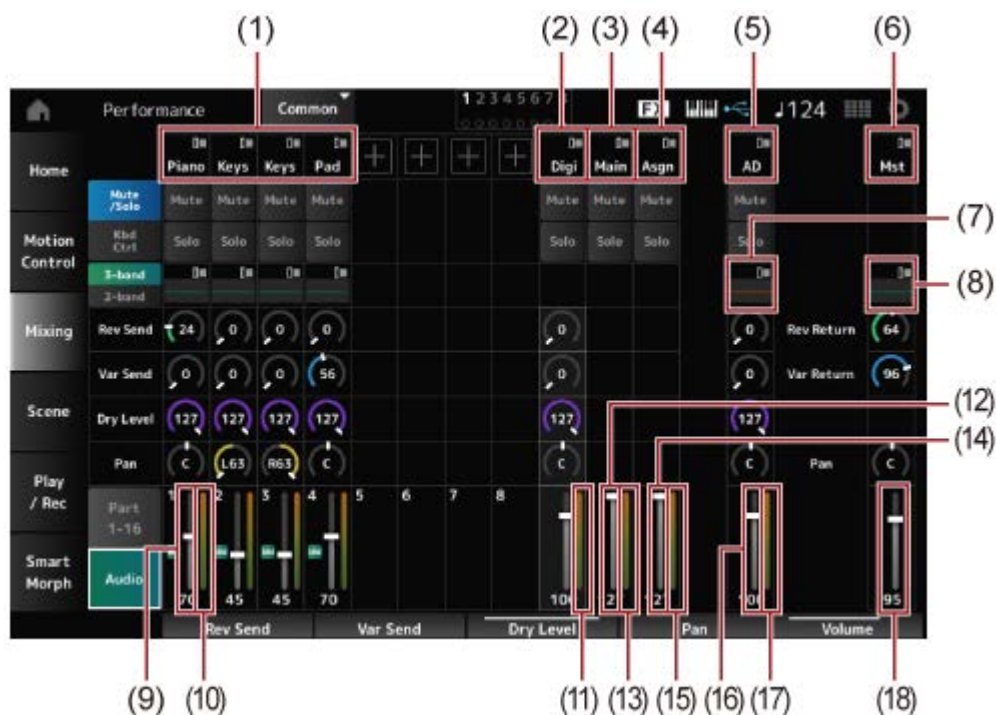 (1) (2) (3) (4) (5) (6)
Performance Common 1 2 3 4 5 6 7 FX ♩124
Home Piano Keys Keys Pad Digi Main Asgn AD Mst
Mute /Solo Mute Mute Mute Mute Mute Mute Mute Mute
(7)
Motion Control Kbd Ctrl Solo Solo Solo Solo Solo Solo Solo Solo
3-band
2-band
(8)
Mixing Rev Send 24 0 0 0 0 0 Rev Return 64
Var Send 0 0 0 56 0 0 Var Return 96
(12)
Scene Dry Level 127 127 127 127 127 127
(14)
Pan C L63 R63 C C C Pan C
Play / Rec Part 1-16 1 2 3 4 5 6 7 8
Smart Morph Audio 70 45 45 70 95
Rev Send Var Send Dry Level Pan Volume
(9) (10) (11) (13) (15) (16) (17) (18)